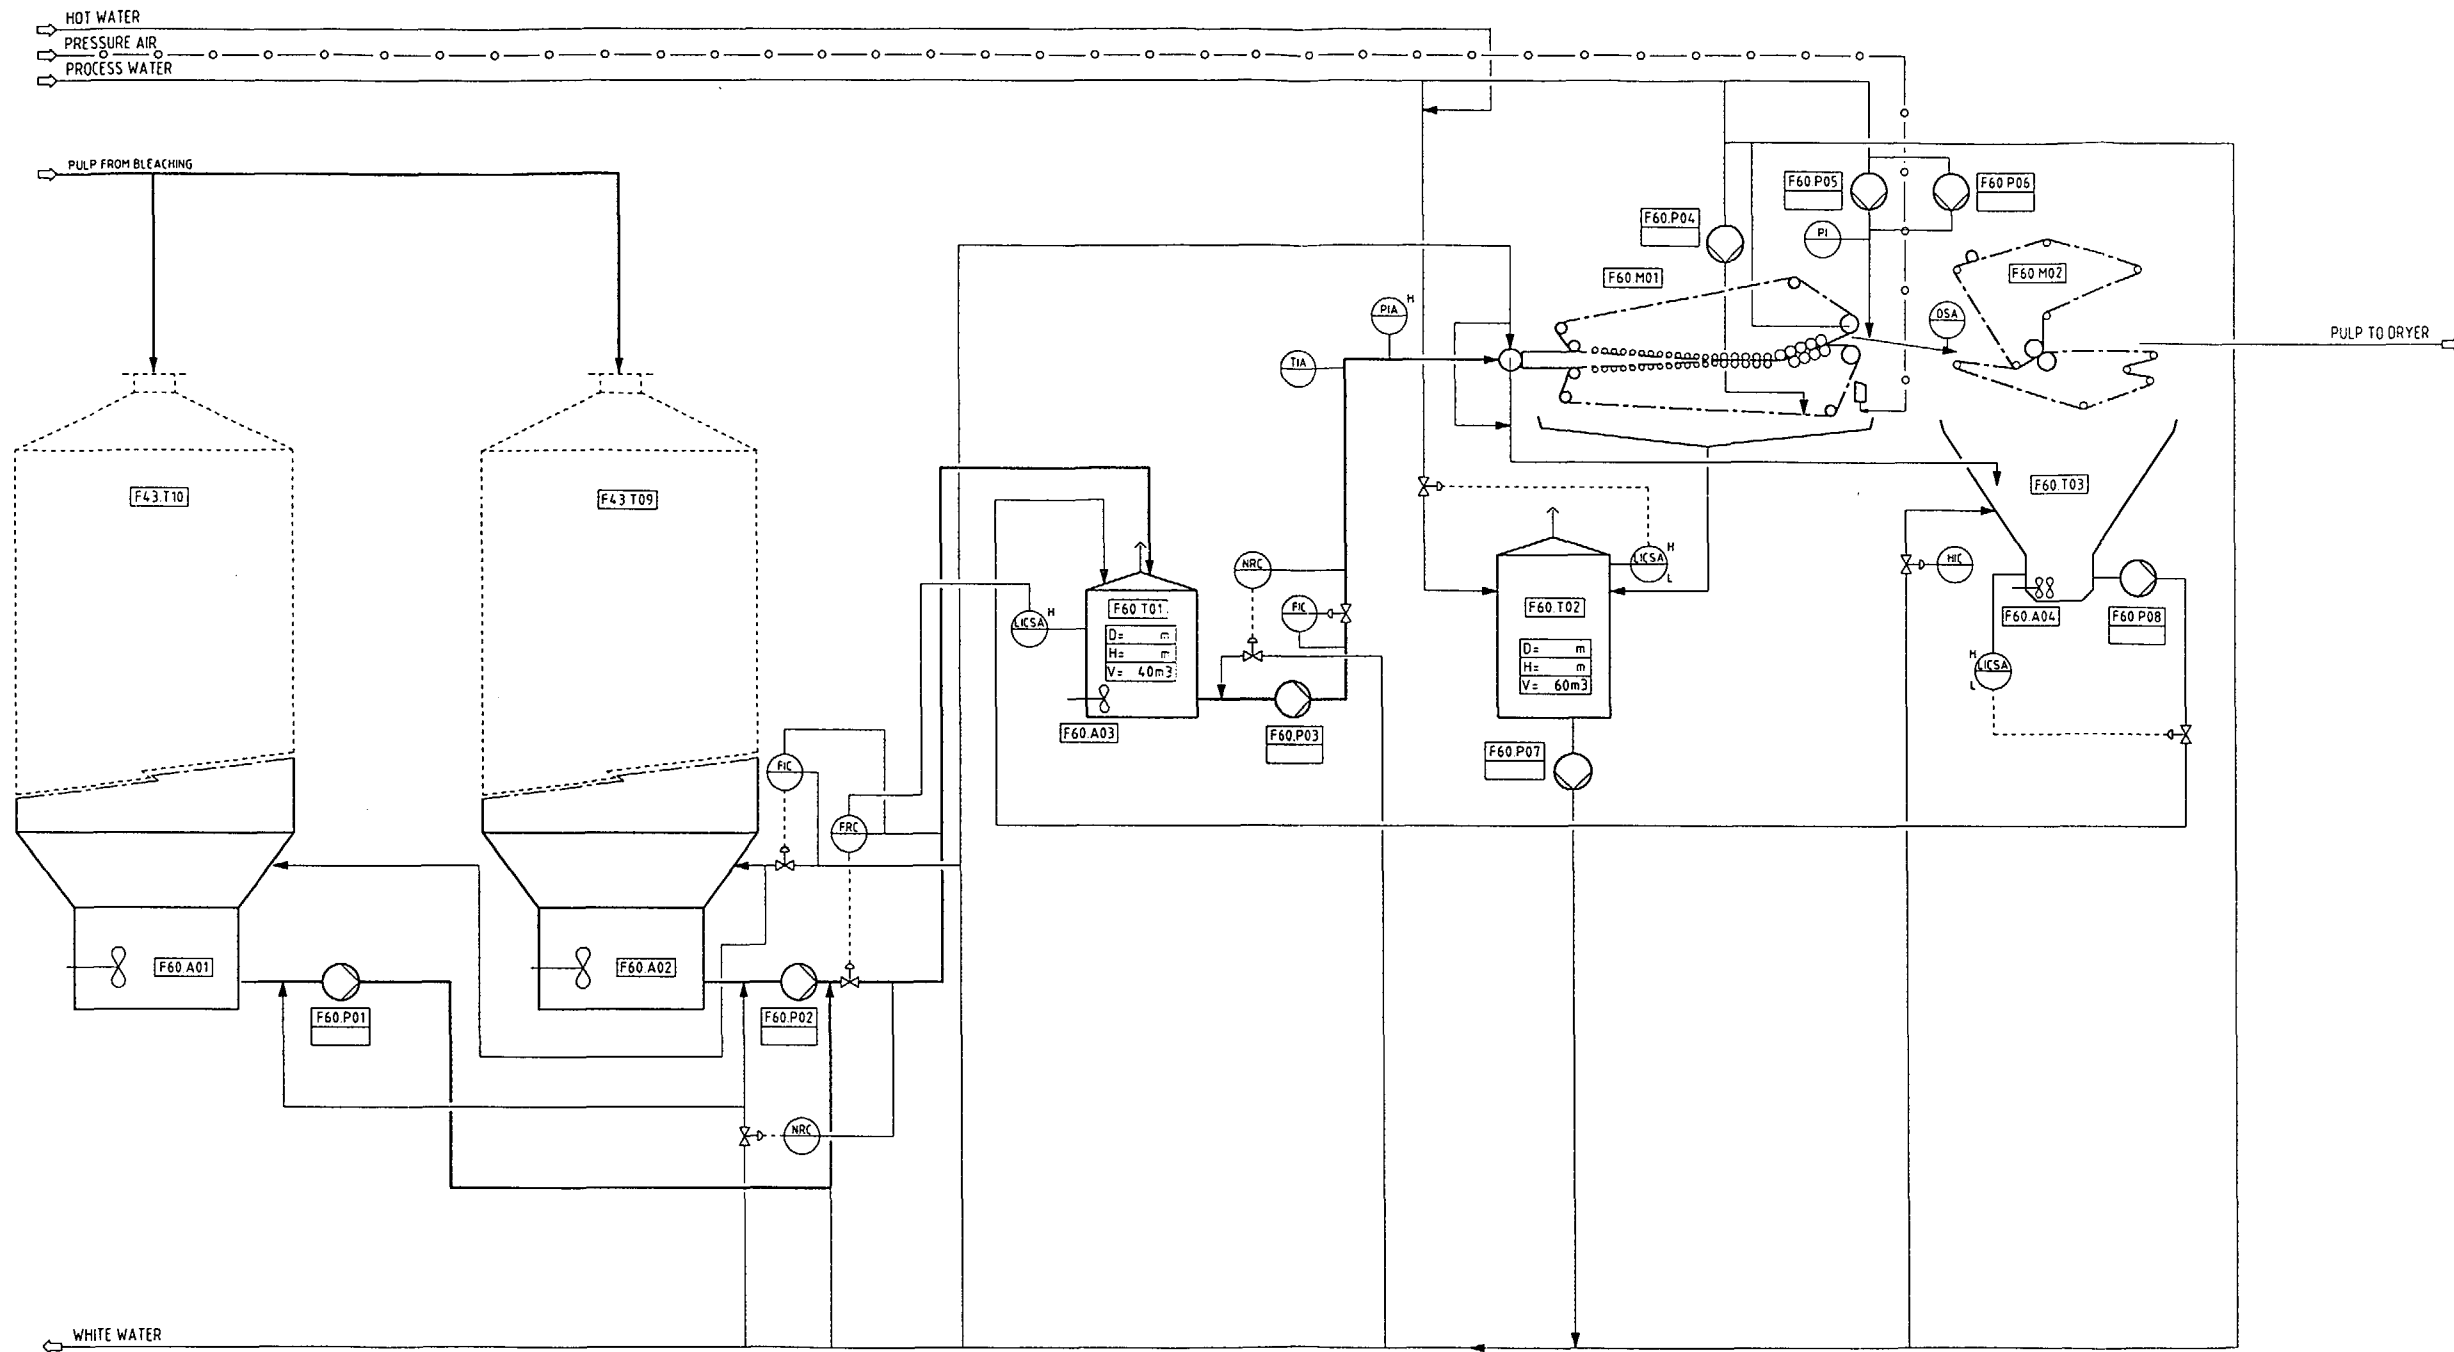 HOT WATER
PRESSURE AIR
PROCESS WATER
PULP FROM BLEACHING
F60.P05
F60.P06
F60.P04
PI
F60.M01
F60.M02
PIA
H
DSA
TIA
PULP TO DRYER
F43.T10
F43.T09
F60.T03
NRC
LICSA
H
L
HIC
F60.T01
D= m
H= m
V= 40m3
LICSA
H
FIC
F60.T02
D= m
H= m
V= 60m3
F60.A04
F60.P08
H
LICSA
L
F60.A03
F60.P03
F60.P07
FIC
FRC
F60.A01
F60.A02
F60.P01
F60.P02
NRC
WHITE WATER